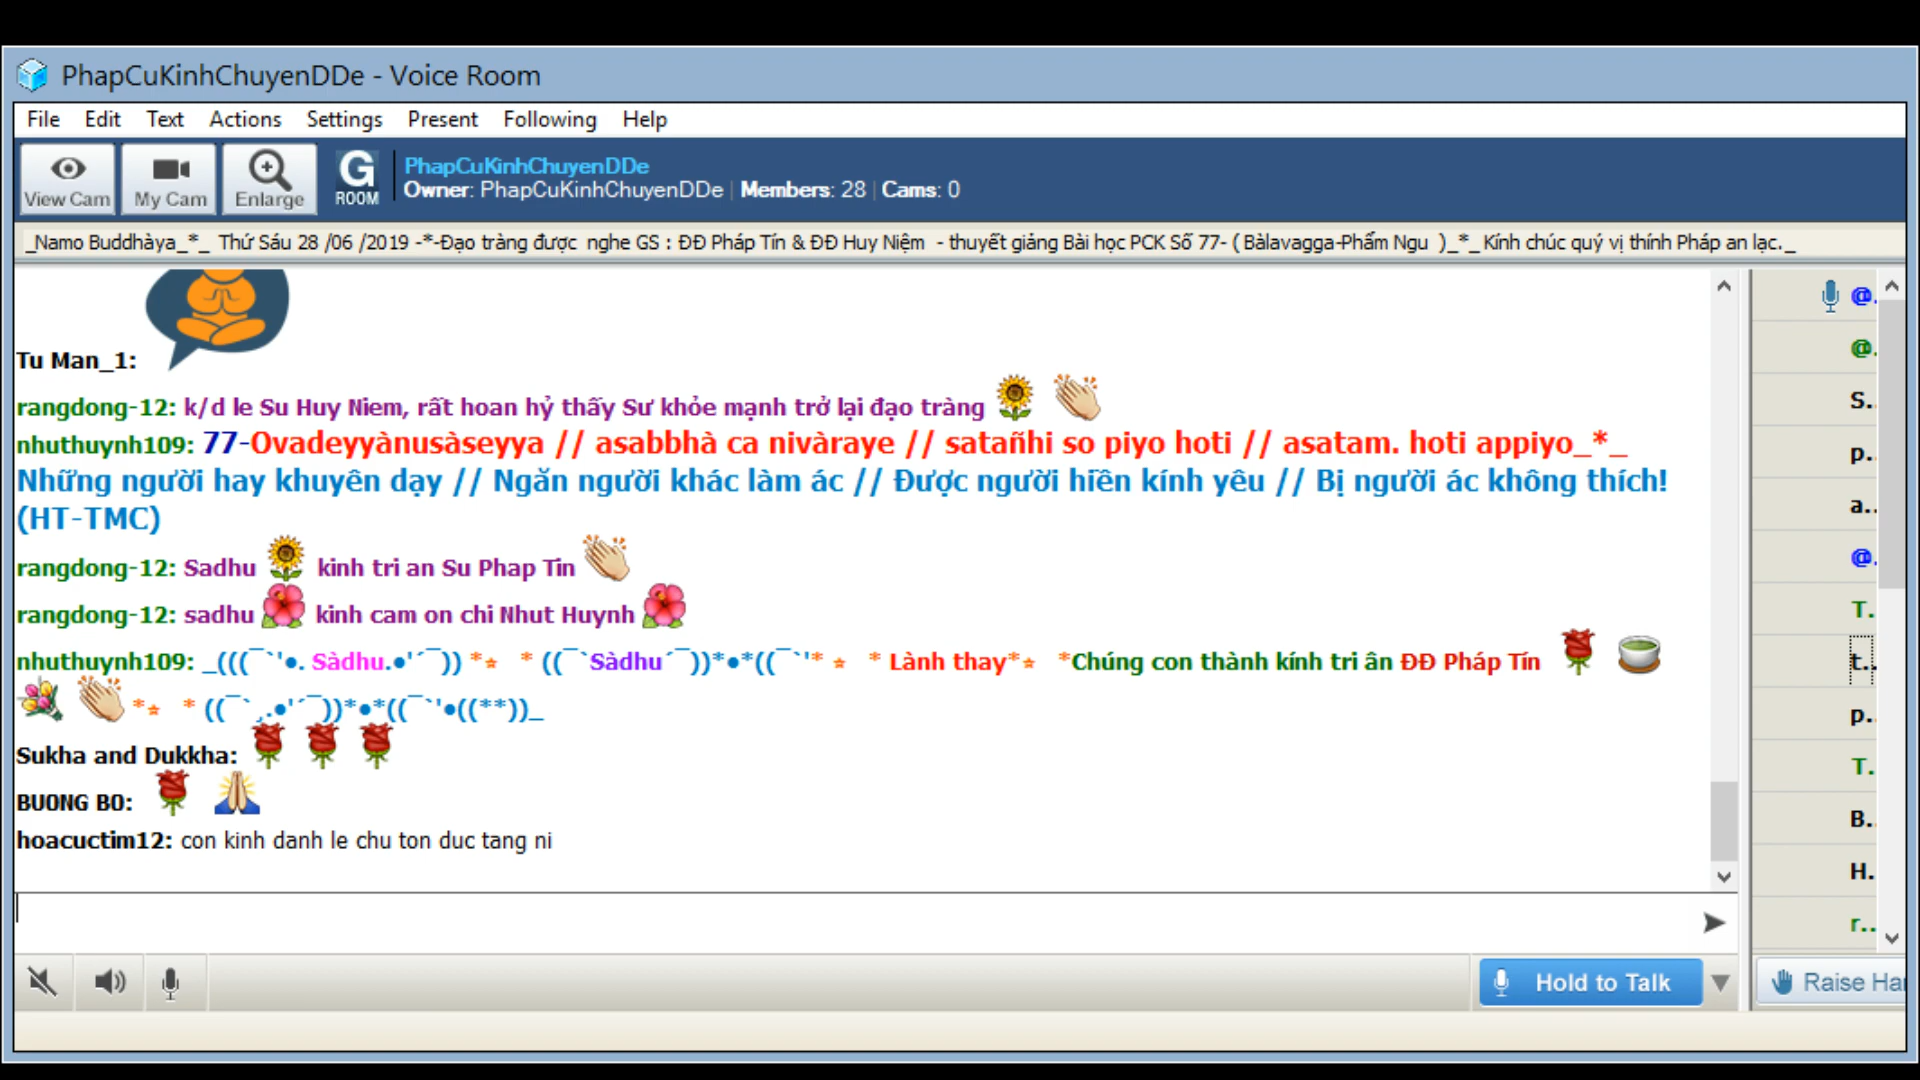 PhapCuKinhChuyenDDe - Voice Room
File Edit Text Actions Settings Present Following Help
View Cam My Cam Enlarge G ROOM
PhapCuKinhChuyenDDe
Owner: PhapCuKinhChuyenDDe | Members: 28 | Cams: 0
_Namo Buddhàya_*_ Thứ Sáu 28 /06 /2019 -*-Đạo tràng được nghe GS : ĐĐ Pháp Tín & ĐĐ Huy Niệm - thuyết giảng Bài học PCK Số 77- ( Bàlavagga-Phẩm Ngu )_*_ Kính chúc quý vị thính Pháp an lạc._
Tu Man_1:
rangdong-12: k/d le Su Huy Niem, rất hoan hỷ thấy Sư khỏe mạnh trở lại đạo tràng
nhuthuynh109: 77-Ovadeyyànusàseyya // asabbhà ca nivàraye // satañhi so piyo hoti // asatam. hoti appiyo_*_
Những người hay khuyên dạy // Ngăn người khác làm ác // Được người hiền kính yêu // Bị người ác không thích!
(HT-TMC)
rangdong-12: Sadhu kinh tri an Su Phap Tin
rangdong-12: sadhu kinh cam on chi Nhut Huynh
nhuthuynh109: _(((¯`'●. Sàdhu.●'´¯)) *⭒ * ((¯`Sàdhu´¯))*●*((¯`'* ⭒ * Lành thay*⭒ *Chúng con thành kính tri ân ĐĐ Pháp Tín
*⭒ * ((¯`¸.●'´¯))*●*((¯`'●((**))_
Sukha and Dukkha:
BUONG BO:
hoacuctim12: con kinh danh le chu ton duc tang ni
@.
@.
S..
p..
a..
@.
T.
t..
p..
T.
B..
H.
r..
Hold to Talk
Raise Ha